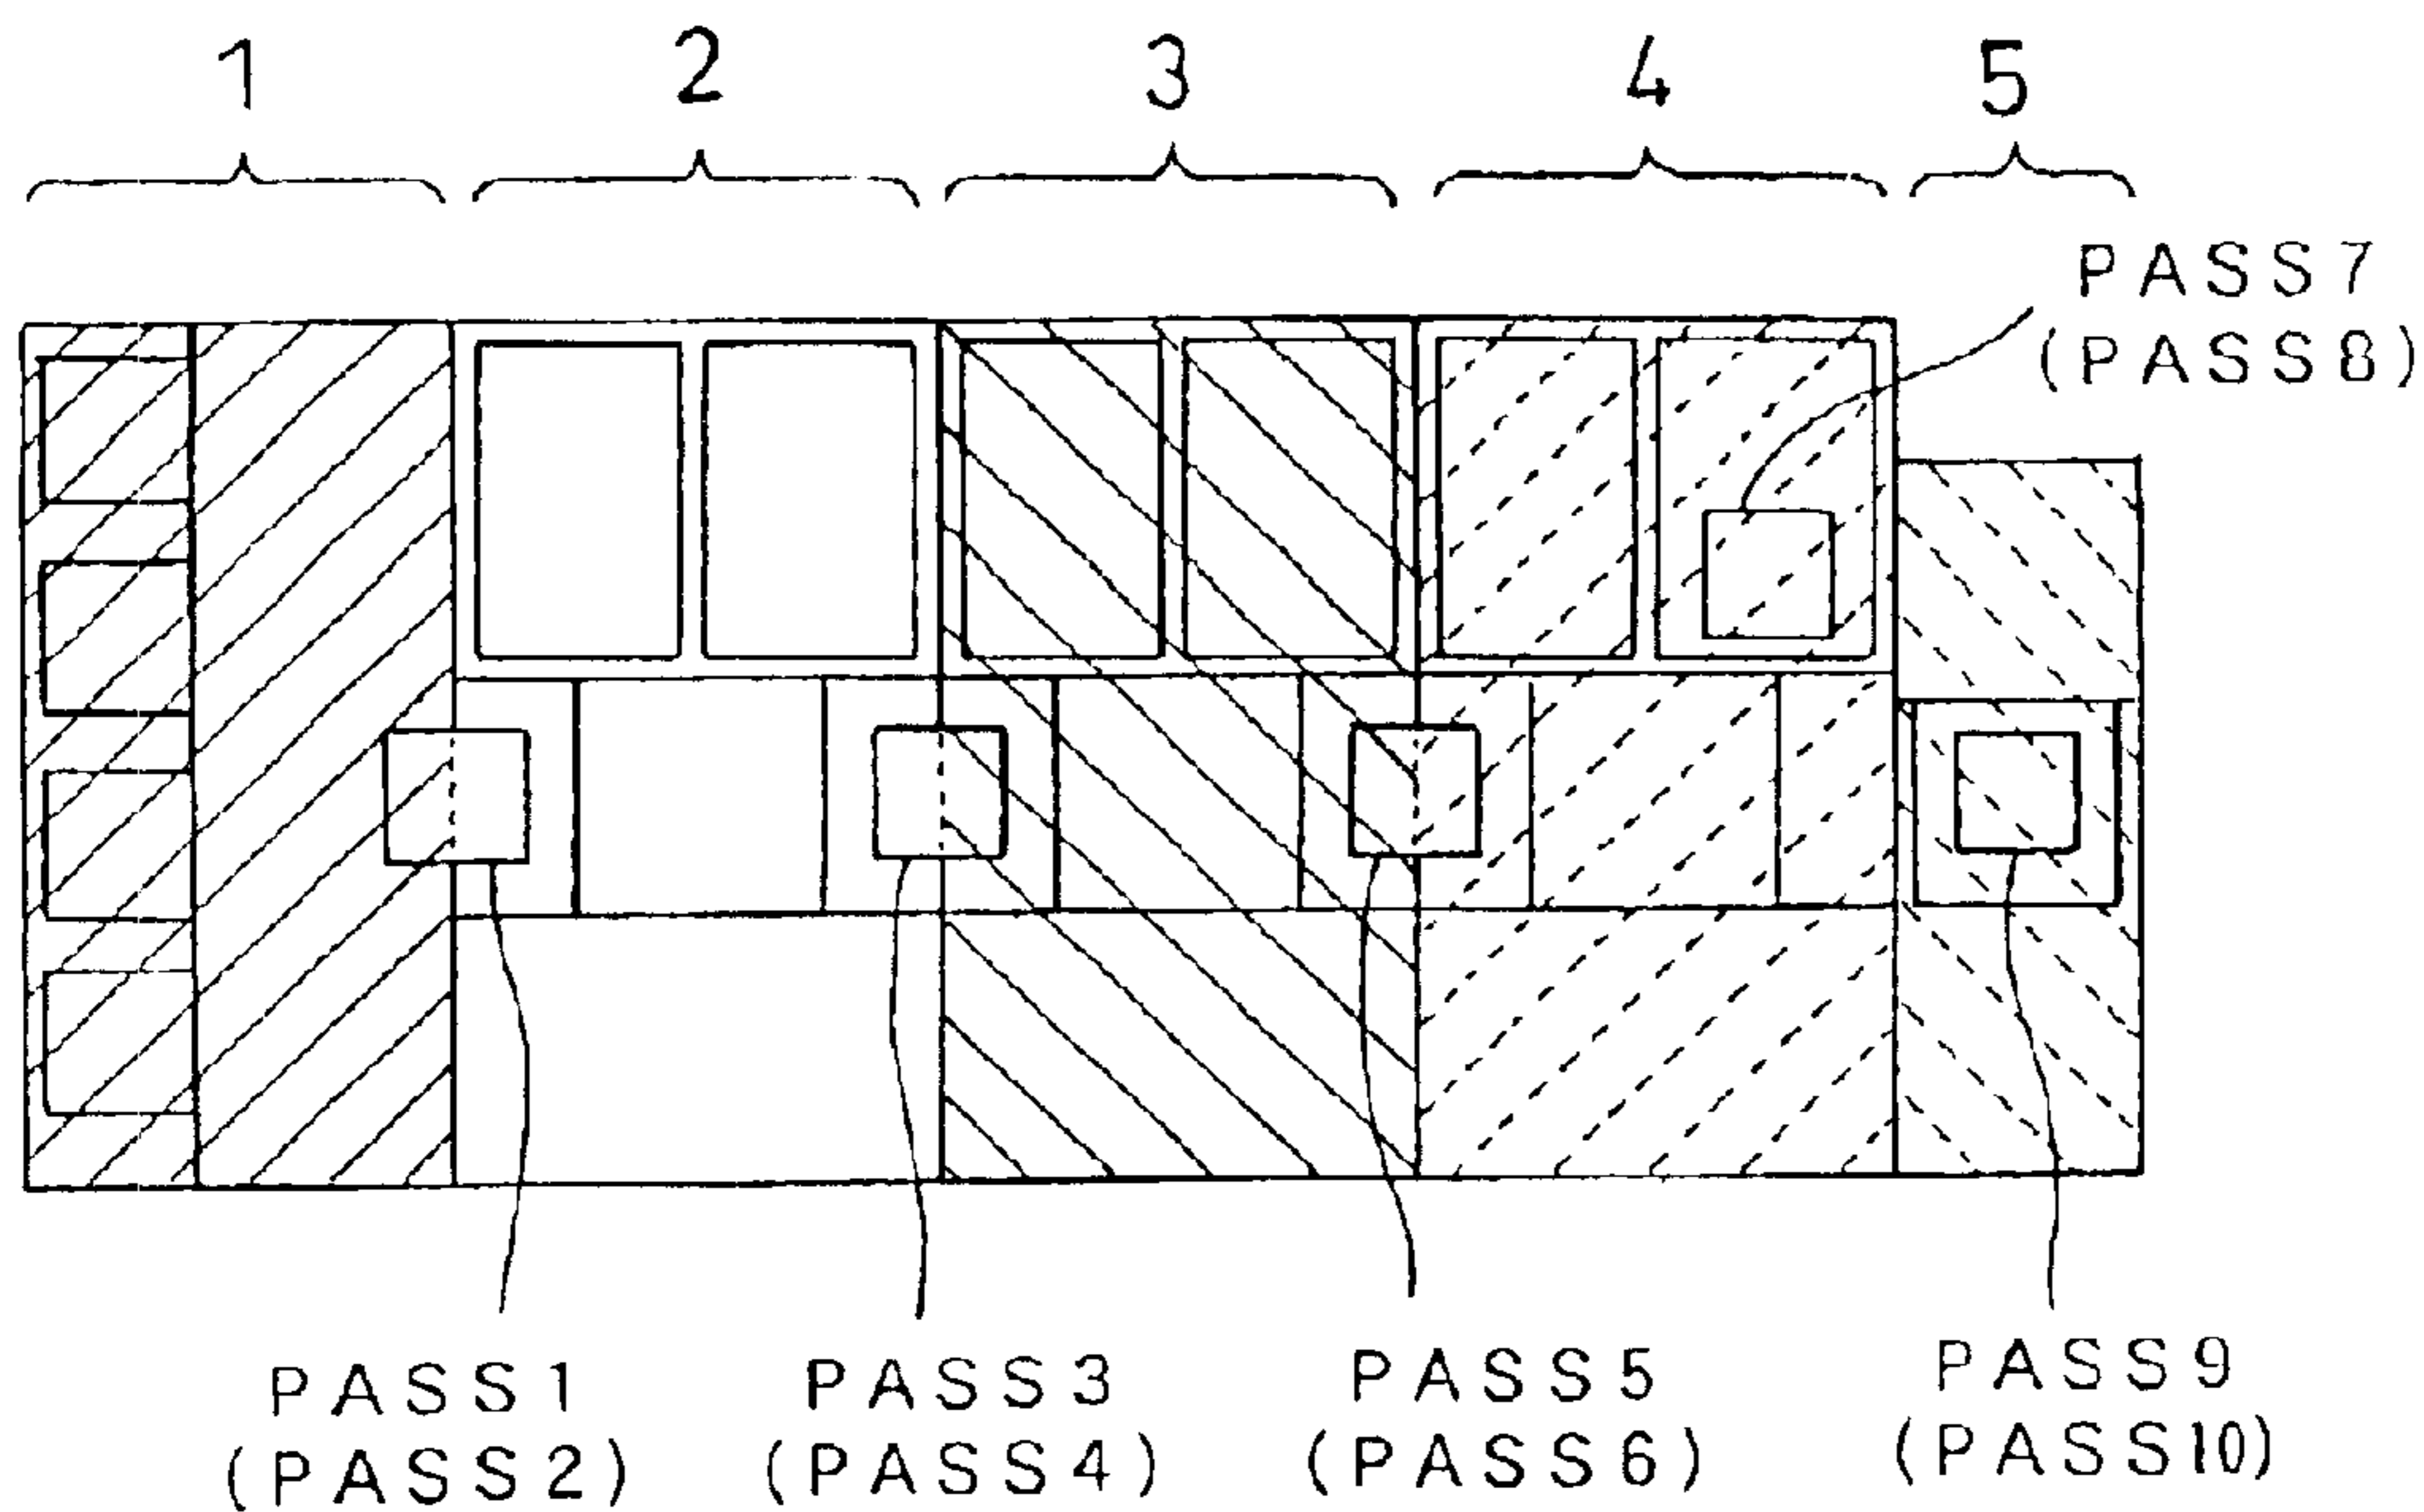 1 2 3 4 5
PASS7
(PASS8)
PASS1 PASS3 PASS5 PASS9
(PASS2) (PASS4) (PASS6) (PASS10)